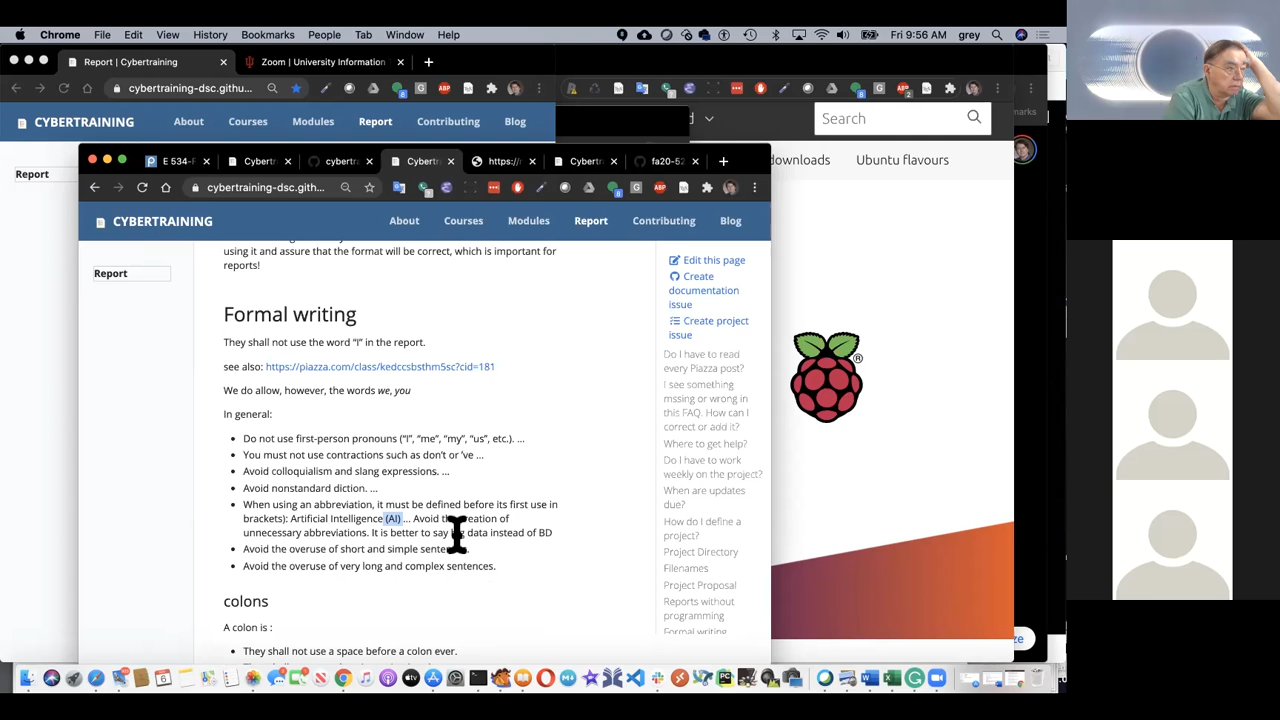 Chrome File Edit View History Bookmarks People Tab Window Help Fri 9:56 AM grey
Report | Cybertraining Zoom | University Information
cybertraining-dsc.githu...
CYBERTRAINING About Courses Modules Report Contributing Blog
Search
Report
downloads Ubuntu flavours
E 534-F Cybertr cybertra Cybertr https://r Cybertr fa20-52
cybertraining-dsc.gith...
CYBERTRAINING About Courses Modules Report Contributing Blog
Report
using it and assure that the format will be correct, which is important for
reports!
Formal writing
They shall not use the word “I” in the report.
see also: https://piazza.com/class/kedccsbsthm5sc?cid=181
We do allow, however, the words we, you
In general:
Do not use first-person pronouns (“I”, “me”, “my”, “us”, etc.). ...
You must not use contractions such as don’t or ‘ve ...
Avoid colloquialism and slang expressions. ...
Avoid nonstandard diction. ...
When using an abbreviation, it must be defined before its first use in
brackets): Artificial Intelligence (AI) ... Avoid the creation of
unnecessary abbreviations. It is better to say big data instead of BD
Avoid the overuse of short and simple
Avoid the overuse of very long and complex sentences.
colons
A colon is :
They shall not use a space before a colon ever.
Edit this page
Create
documentation
issue
Create project
issue
Do I have to read
every Piazza post?
I see something
mssing or wrong in
this FAQ. How can I
correct or add it?
Where to get help?
Do I have to work
weekly on the project?
When are updates
due?
How do I define a
project?
Project Directory
Filenames
Project Proposal
Reports without
programming
Formal writing